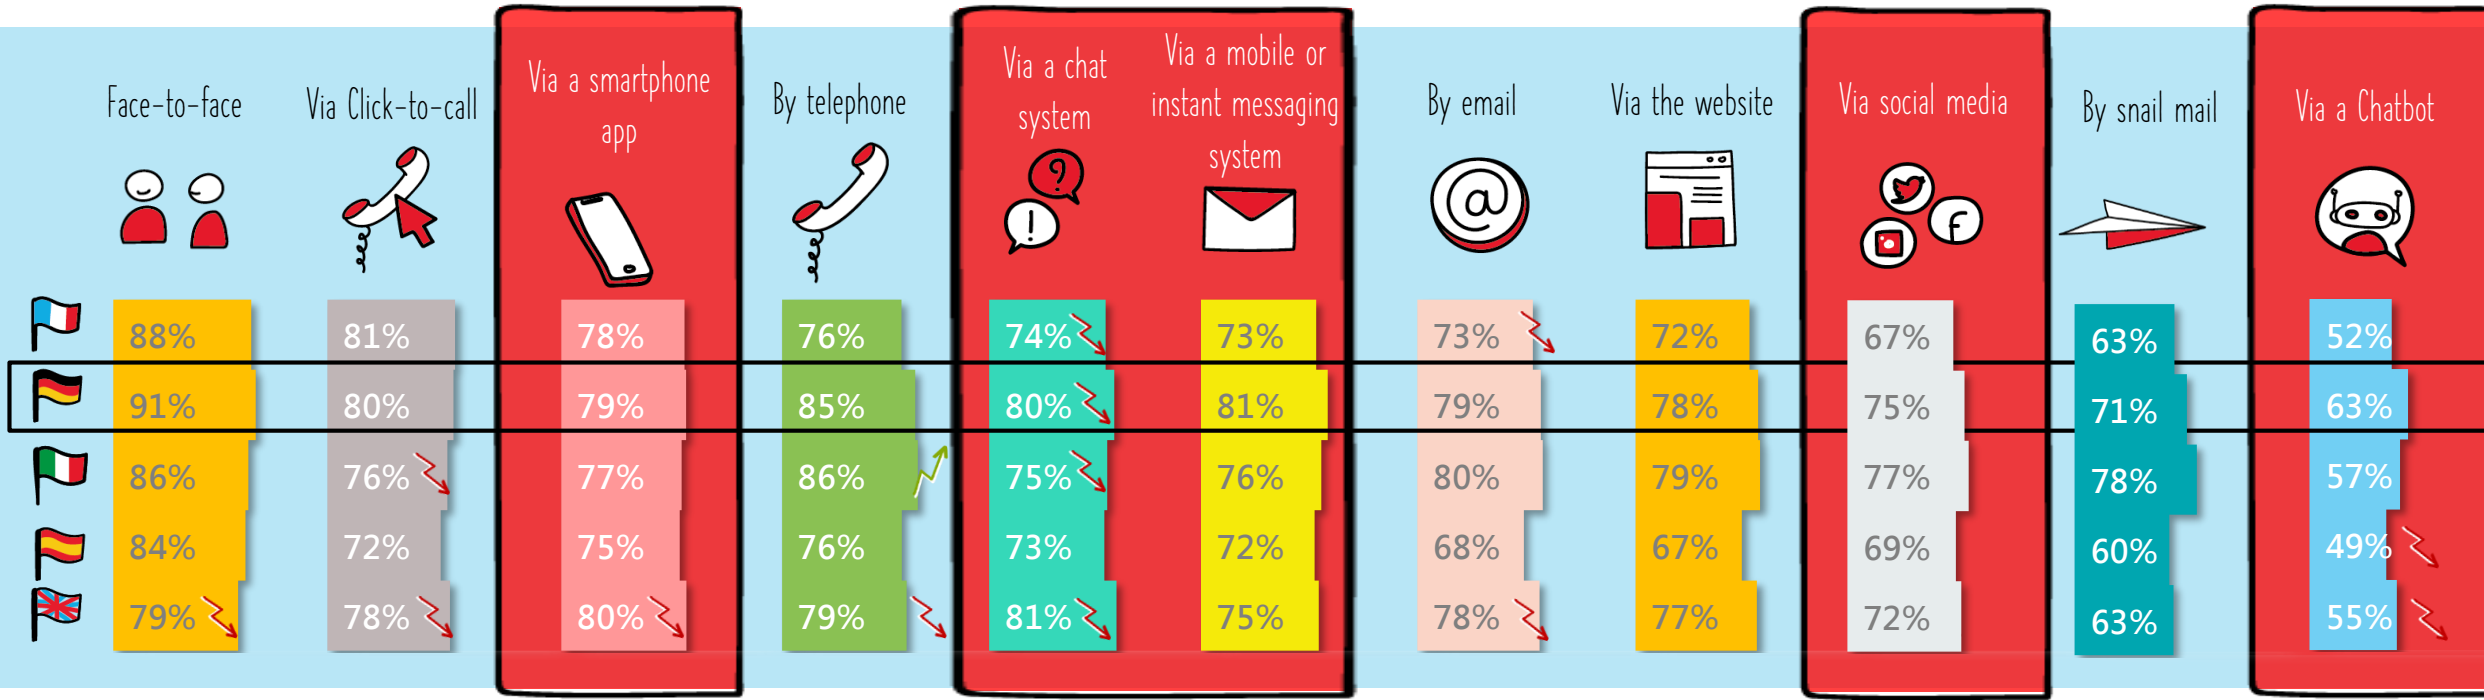 Face-to-face
Via Click-to-call
Via a smartphone
app
By telephone
Via a chat
system
Via a mobile or
instant messaging
system
By email
Via the website
Via social media
By snail mail
Via a Chatbot
? ! @ f
88% 81% 78% 76% 74% 73% 73% 72% 67% 63% 52%
91% 80% 79% 85% 80% 81% 79% 78% 75% 71% 63%
86% 76% 77% 86% 75% 76% 80% 79% 77% 78% 57%
84% 72% 75% 76% 73% 72% 68% 67% 69% 60% 49%
79% 78% 80% 79% 81% 75% 78% 77% 72% 63% 55%